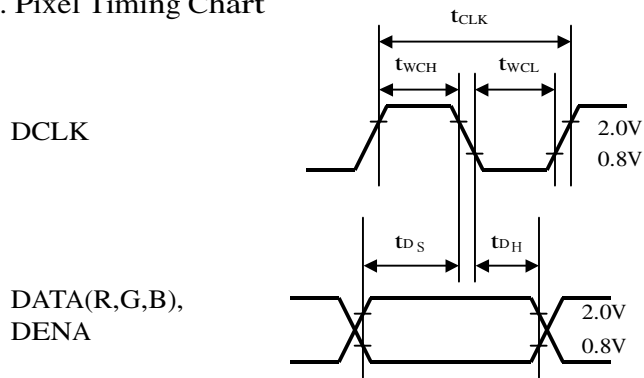 . Pixel Timing Chart
tCLK
tWCH
tWCL
DCLK
2.0V
0.8V
tDS
tDH
DATA(R,G,B),
DENA
2.0V
0.8V